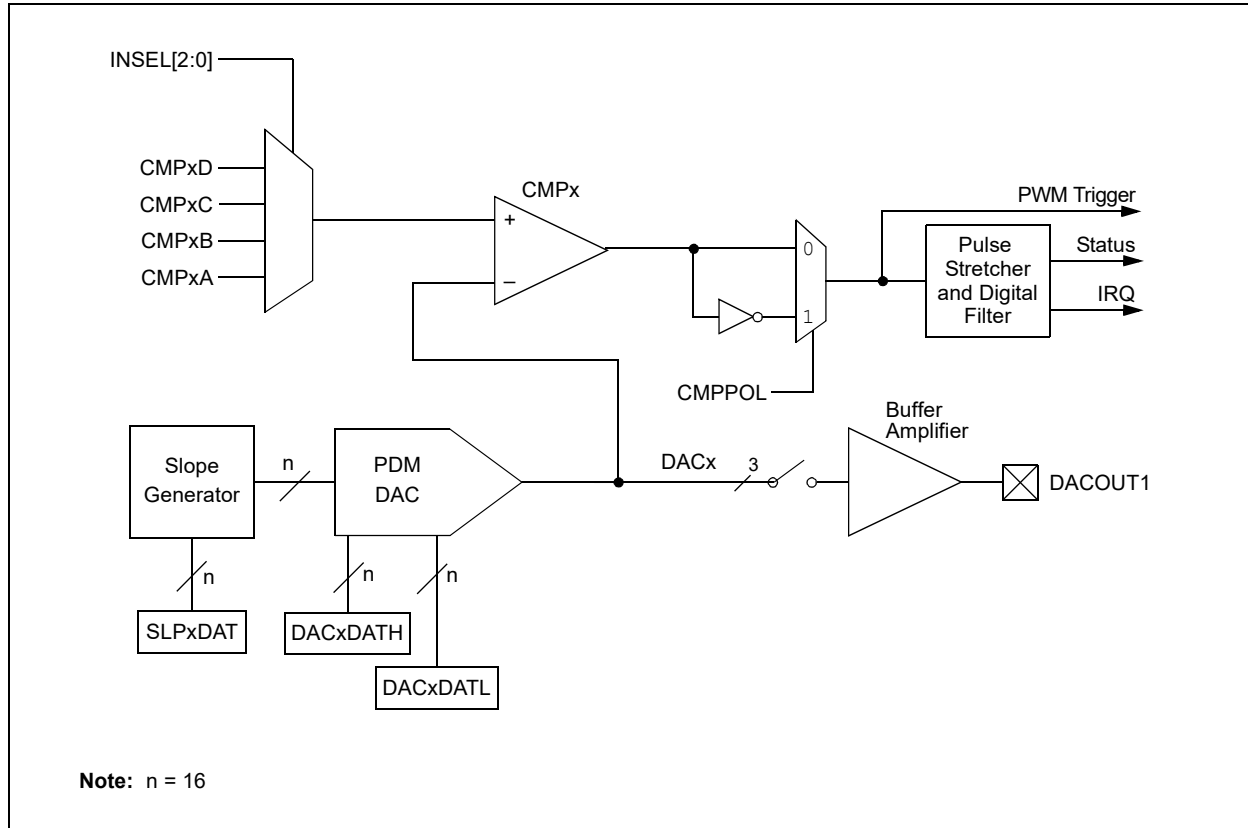 INSEL[2:0]
CMPxD
CMPxC
CMPxB
CMPxA
CMPx
+
–
0
1
CMPPOL
PWM Trigger
Pulse
Stretcher
and Digital
Filter
Status
IRQ
Slope
Generator
n
PDM
DAC
DACx
3
Buffer
Amplifier
DACOUT1
n
n
n
SLPxDAT
DACxDATH
DACxDATL
Note: n = 16